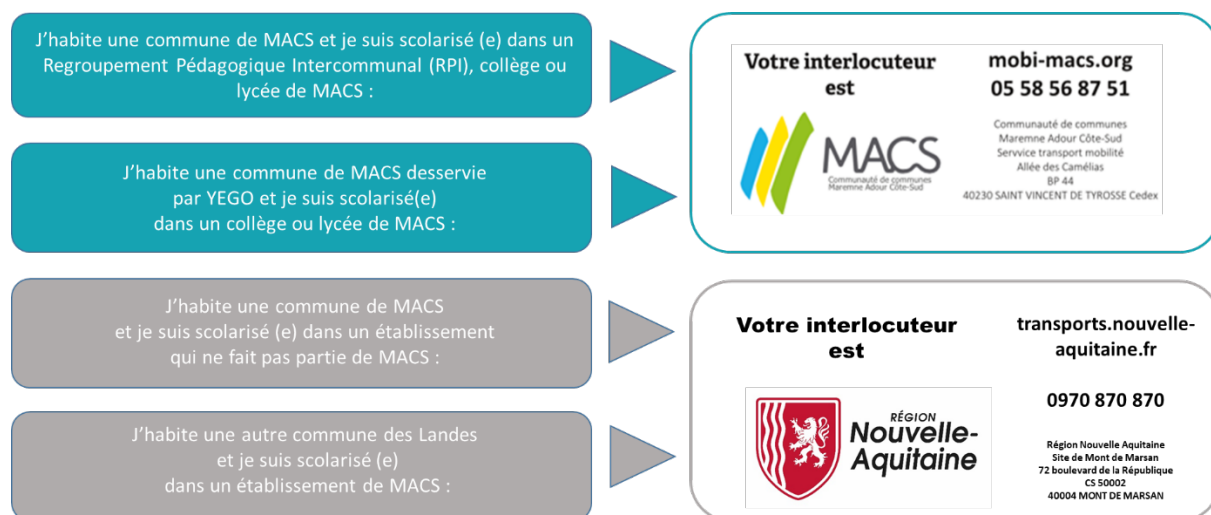 J'habite une commune de MACS et je suis scolarisé (e) dans un
Regroupement Pédagogique Intercommunal (RPI), collège ou
lycée de MACS :
J'habite une commune de MACS desservie
par YEGO et je suis scolarisé(e)
dans un collège ou lycée de MACS :
Votre interlocuteur
est
MACS
Communauté de communes
Maremne Adour Côte-Sud
mobi-macs.org
05 58 56 87 51
Communauté de communes
Maremne Adour Côte-Sud
Service transport mobilité
Allée des Camélias
BP 44
40230 SAINT VINCENT DE TYROSSE Cedex
J'habite une commune de MACS
et je suis scolarisé (e) dans un établissement
qui ne fait pas partie de MACS :
J'habite une autre commune des Landes
et je suis scolarisé (e)
dans un établissement de MACS :
Votre interlocuteur
est
RÉGION
Nouvelle-
Aquitaine
transports.nouvelle-
aquitaine.fr
0970 870 870
Région Nouvelle Aquitaine
Site de Mont de Marsan
72 boulevard de la République
CS 50002
40004 MONT DE MARSAN